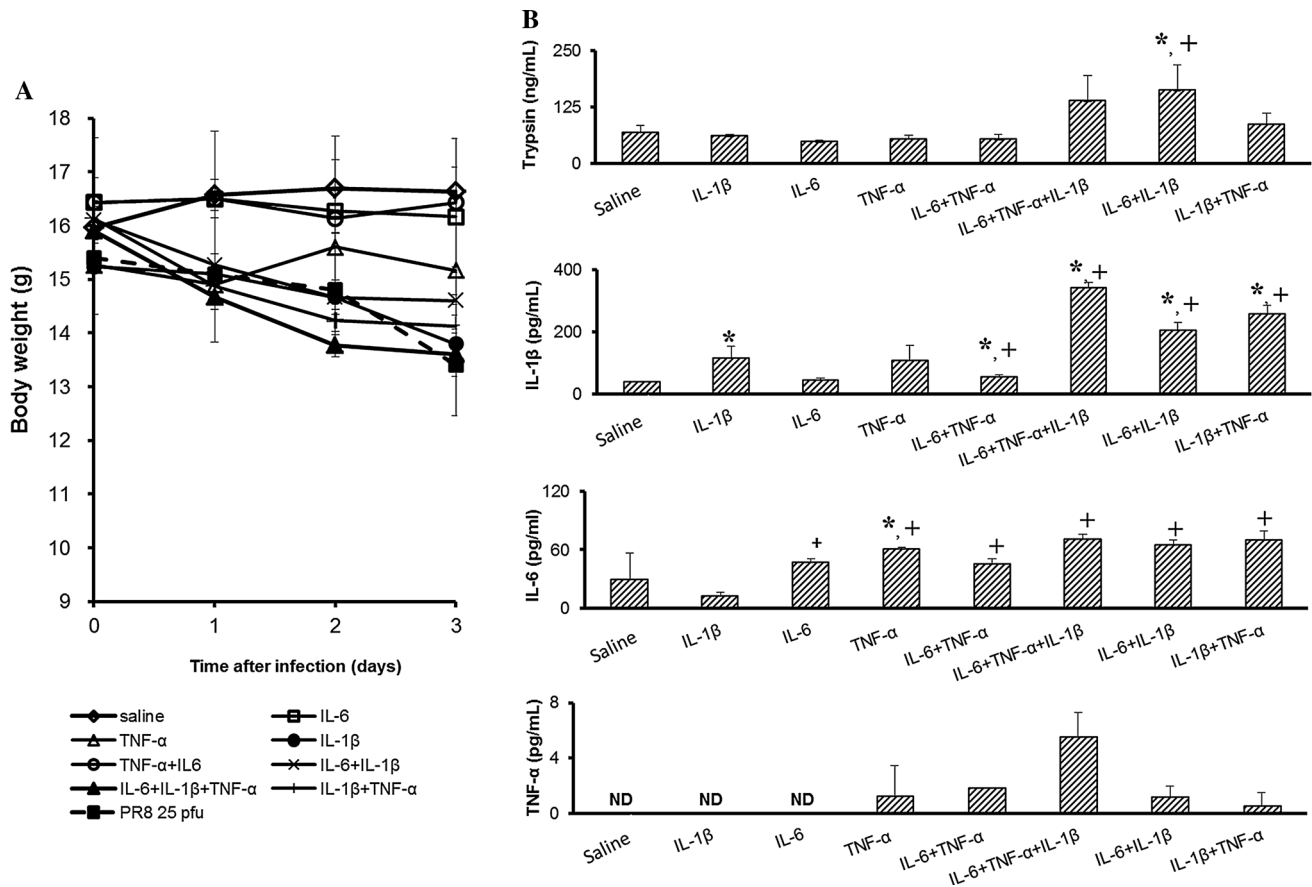 A
18
17
16
15
14
13
12
11
10
9
Body weight (g)
0 1 2 3
Time after infection (days)
saline IL-6
TNF-α IL-1β
TNF-α+IL6 IL-6+IL-1β
IL-6+IL-1β+TNF-α IL-1β+TNF-α
PR8 25 pfu
B
Trypsin (ng/mL)
250
125
0
*, +
Saline IL-1β IL-6 TNF-α IL-6+TNF-α IL-6+TNF-α+IL-1β IL-6+IL-1β IL-1β+TNF-α
IL-1β (pg/mL)
400
200
0
* *, + *, + *, + *, +
Saline IL-1β IL-6 TNF-α IL-6+TNF-α IL-6+TNF-α+IL-1β IL-6+IL-1β IL-1β+TNF-α
IL-6 (pg/ml)
120
60
0
+ *, + + + + +
Saline IL-1β IL-6 TNF-α IL-6+TNF-α IL-6+TNF-α+IL-1β IL-6+IL-1β IL-1β+TNF-α
TNF-α (pg/mL)
8
4
0
ND ND ND
Saline IL-1β IL-6 TNF-α IL-6+TNF-α IL-6+TNF-α+IL-1β IL-6+IL-1β IL-1β+TNF-α